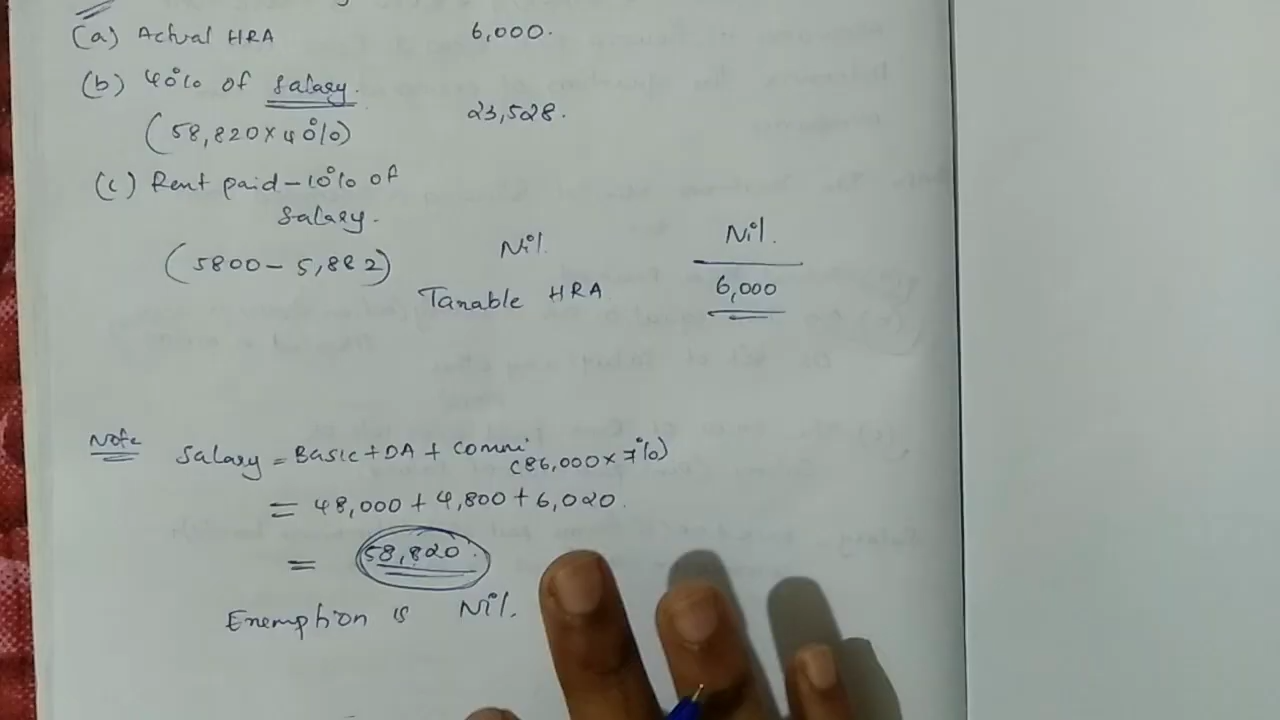 (a) Actual HRA 6,000.
(b) 40% of salary. 23,528.
(58,820 x 40%)
(c) Rent paid - 10% of
salary.
(5800 - 5,882) Nil. Nil.
Taxable HRA 6,000
Note Salary = Basic + DA + Commi (86,000 x 7%)
= 48,000 + 4,800 + 6,020.
= 58,820.
Exemption is Nil.